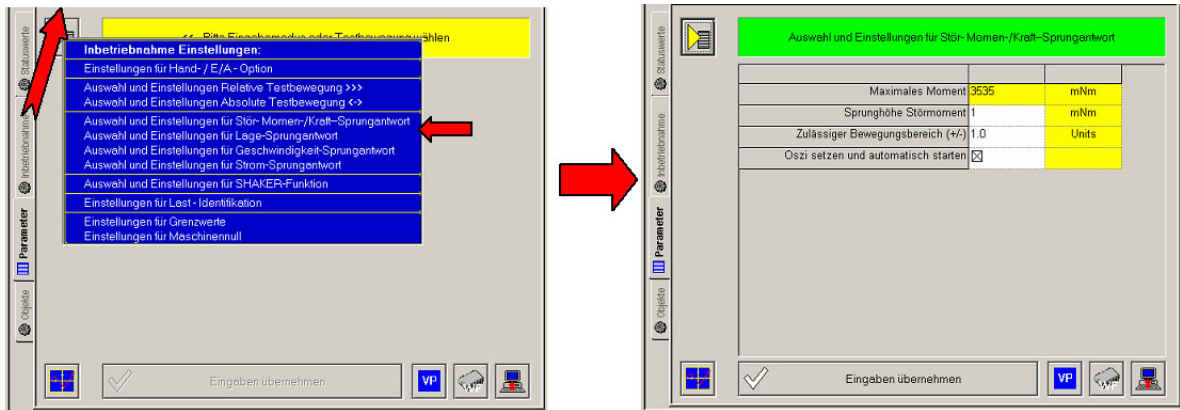 << Bitte Eingabemodus oder Testbewegung wählen
Inbetriebnahme Einstellungen:
Einstellungen für Hand- / E/A - Option
Auswahl und Einstellungen Relative Testbewegung >>>
Auswahl und Einstellungen Absolute Testbewegung <->
Auswahl und Einstellungen für Stör- Momen-/Kraft–Sprungantwort
Auswahl und Einstellungen für Lage-Sprungantwort
Auswahl und Einstellungen für Geschwindigkeit-Sprungantwort
Auswahl und Einstellungen für Strom-Sprungantwort
Auswahl und Einstellungen für SHAKER-Funktion
Einstellungen für Last - Identifikation
Einstellungen für Grenzwerte
Einstellungen für Maschinennull
Statuswerte
Inbetriebnahme
Parameter
Objekte
Eingaben übernehmen
VP
Auswahl und Einstellungen für Stör- Momen-/Kraft–Sprungantwort
Maximales Moment 3535 mNm
Sprunghöhe Störmoment 1 mNm
Zulässiger Bewegungsbereich (+/-) 1.0 Units
Oszi setzen und automatisch starten
Statuswerte
Inbetriebnahme
Parameter
Objekte
Eingaben übernehmen
VP